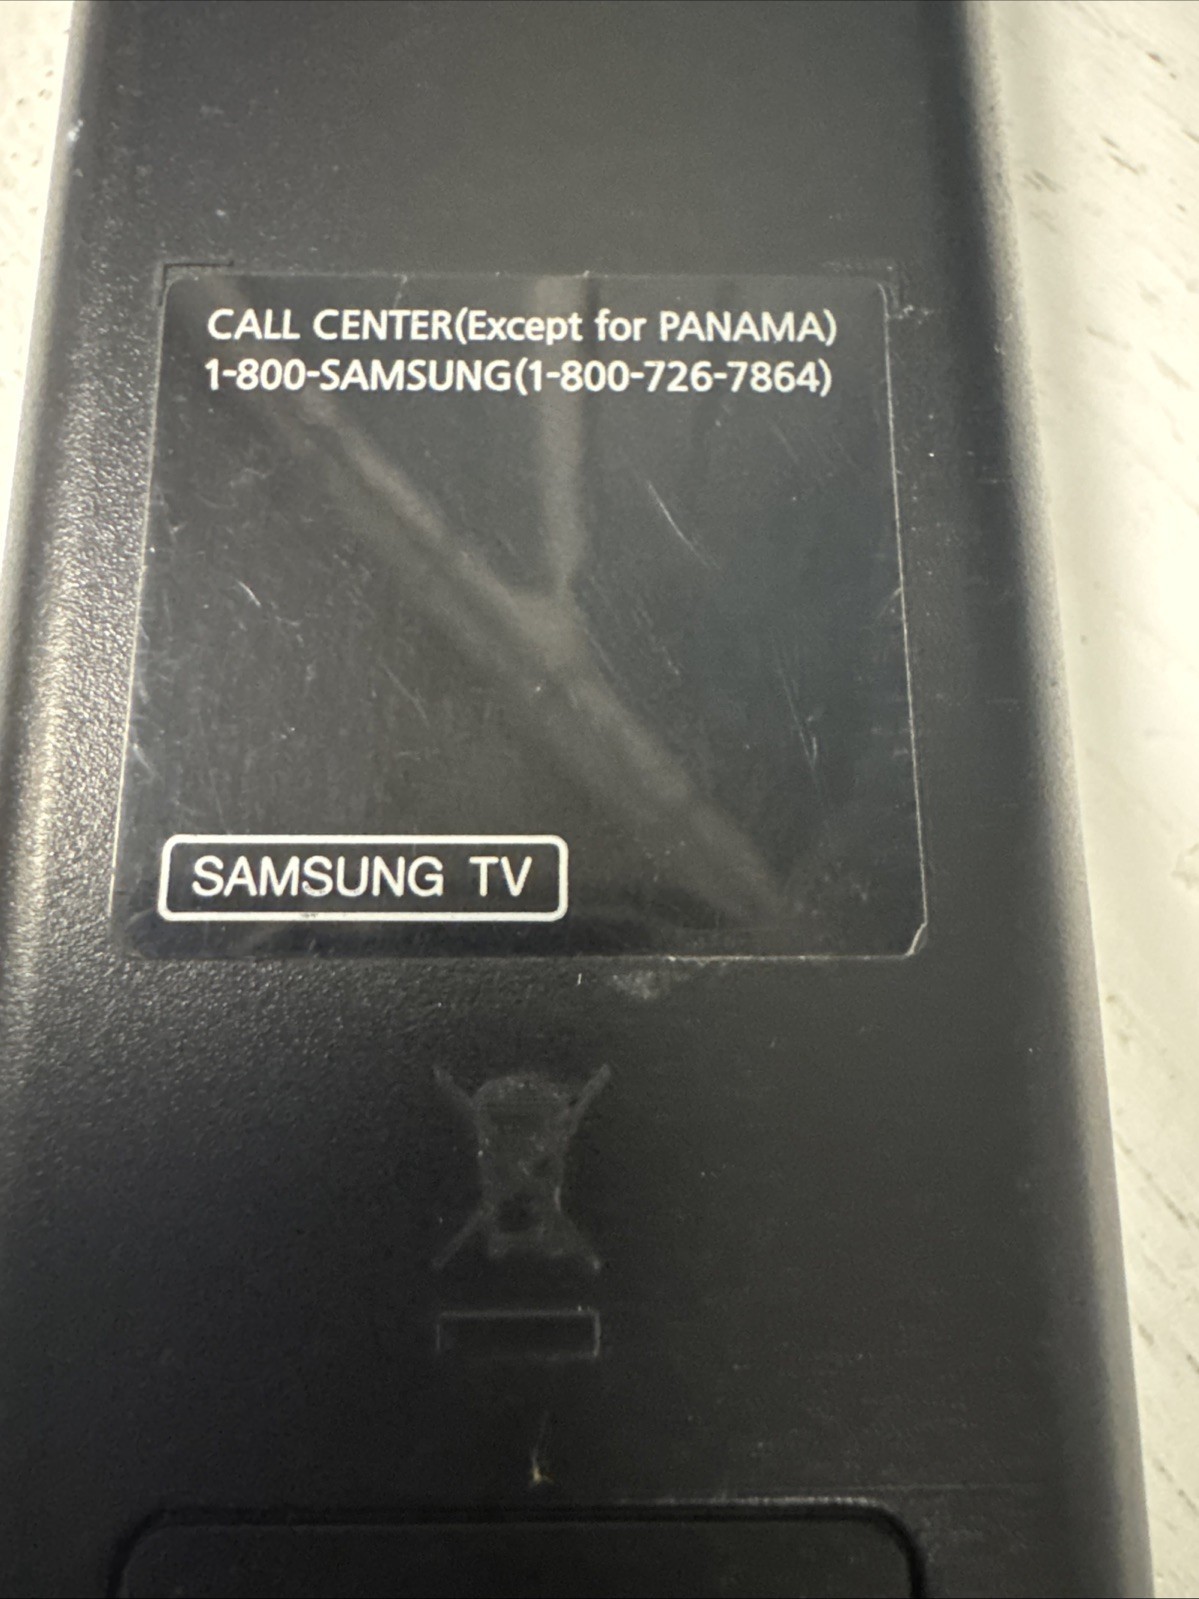 CALL CENTER(Except for PANAMA)
1-800-SAMSUNG(1-800-726-7864)
SAMSUNG TV